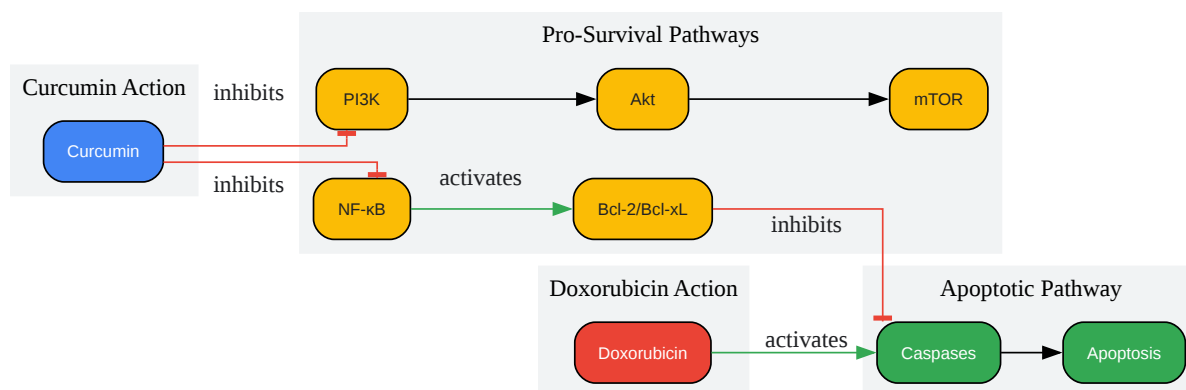 Pro-Survival Pathways
Curcumin Action
inhibits
PI3K
Akt
mTOR
Curcumin
inhibits
NF-κB
activates
Bcl-2/Bcl-xL
inhibits
Doxorubicin Action
Apoptotic Pathway
Doxorubicin
activates
Caspases
Apoptosis